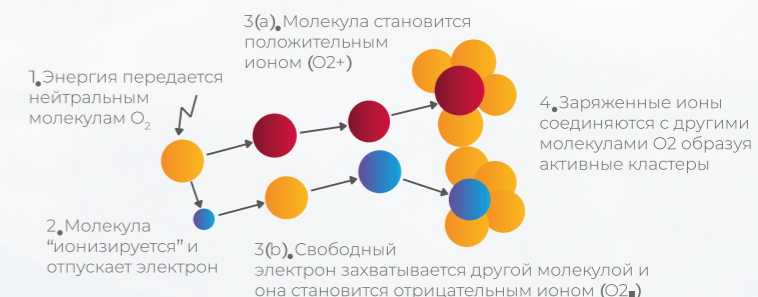 3(a).Молекула становится
положительным
ионом (O2+)
1.Энергия передается
нейтральным
молекулам O₂
4.Заряженные ионы
соединяются с другими
молекулами O2 образуя
активные кластеры
2.Молекула
“ионизируется” и
отпускает электрон
3(b).Свободный
электрон захватывается другой молекулой и
она становится отрицательным ионом (O2-)